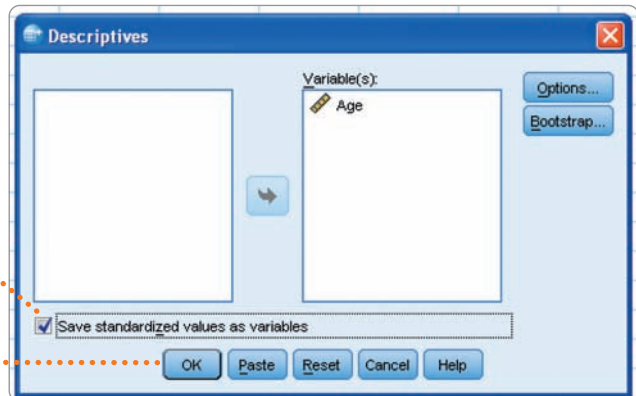 Descriptives
Variable(s):
Age
Options...
Bootstrap...
Save standardized values as variables
OK Paste Reset Cancel Help